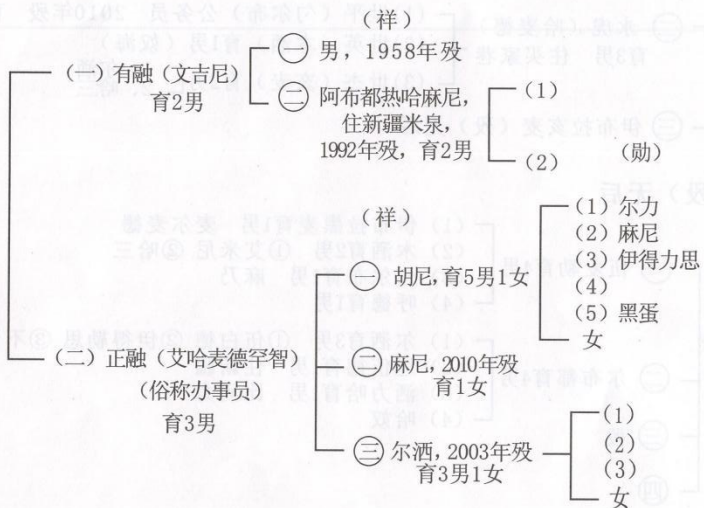 （样）
（一）有融（文吉尼）
育2男
㊀ 男，1958年殁
㊁ 阿布都热哈麻尼，
住新疆米泉，
1992年殁，育2男
（1）
（2） （勋）
（样）
（二）正融（艾哈麦德罕智）
（俗称办事员）
育3男
㊀ 胡尼，育5男1女
（1）尔力
（2）麻尼
（3）伊得力思
（4）
（5）黑蛋
女
㊁ 麻尼，2010年殁
育1女
㊂ 尔洒，2003年殁
育3男1女
（1）
（2）
（3）
女